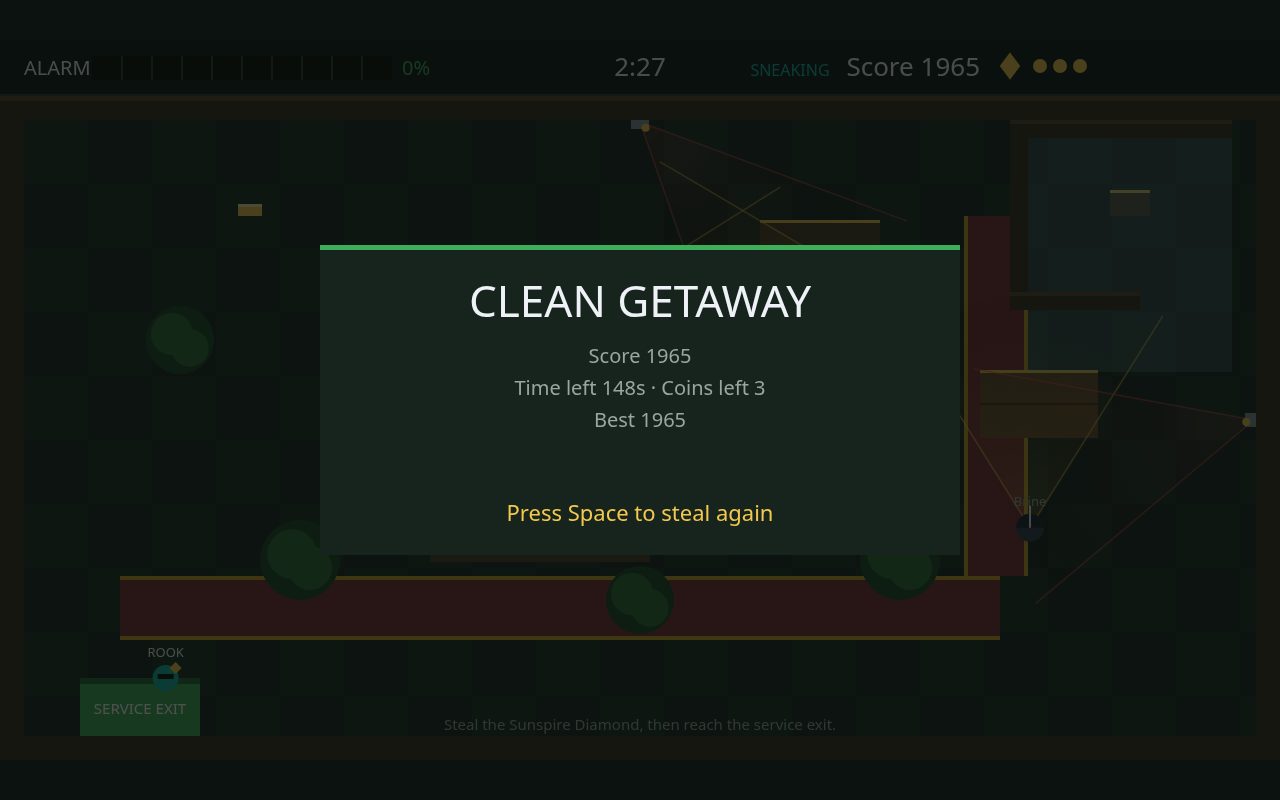 ALARM 0% 2:27 SNEAKING Score 1965
CLEAN GETAWAY
Score 1965
Time left 148s · Coins left 3
Best 1965
Press Space to steal again
ROOK
SERVICE EXIT
Steal the Sunspire Diamond, then reach the service exit.